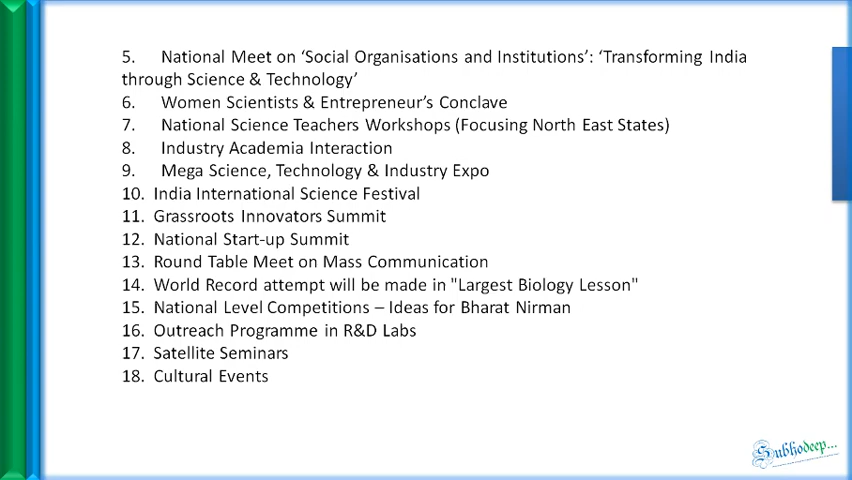 5. National Meet on ‘Social Organisations and Institutions’: ‘Transforming India
through Science & Technology’
6. Women Scientists & Entrepreneur’s Conclave
7. National Science Teachers Workshops (Focusing North East States)
8. Industry Academia Interaction
9. Mega Science, Technology & Industry Expo
10. India International Science Festival
11. Grassroots Innovators Summit
12. National Start-up Summit
13. Round Table Meet on Mass Communication
14. World Record attempt will be made in "Largest Biology Lesson"
15. National Level Competitions – Ideas for Bharat Nirman
16. Outreach Programme in R&D Labs
17. Satellite Seminars
18. Cultural Events
Subhodeep...